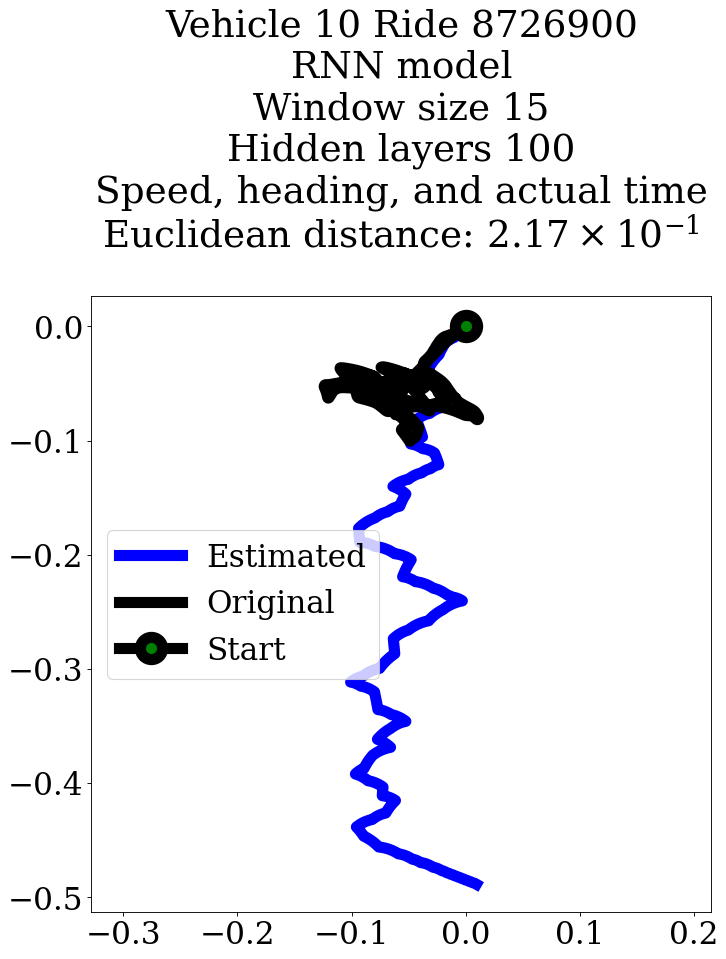 Vehicle 10 Ride 8726900
RNN model
Window size 15
Hidden layers 100
Speed, heading, and actual time
Euclidean distance: 2.17 × 10⁻¹
0.0
−0.1
−0.2
−0.3
−0.4
−0.5
Estimated
Original
Start
−0.3 −0.2 −0.1 0.0 0.1 0.2